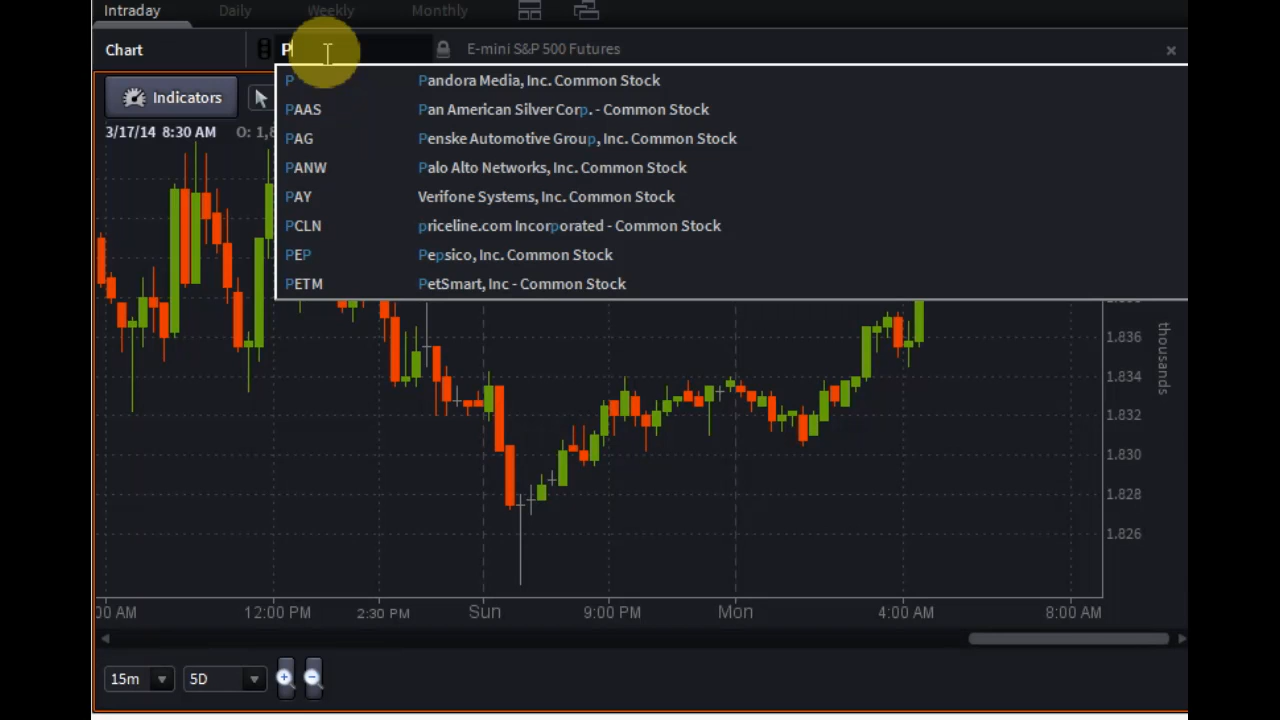 Intraday Daily Weekly Monthly
Chart P E-mini S&P 500 Futures
P Pandora Media, Inc. Common Stock
Indicators
PAAS Pan American Silver Corp. - Common Stock
3/17/14 8:30 AM O: 1,8
PAG Penske Automotive Group, Inc. Common Stock
PANW Palo Alto Networks, Inc. Common Stock
PAY Verifone Systems, Inc. Common Stock
PCLN priceline.com Incorporated - Common Stock
PEP Pepsico, Inc. Common Stock
PETM PetSmart, Inc - Common Stock
1.836
1.834
1.832
1.830
1.828
1.826
thousands
:00 AM 12:00 PM 2:30 PM Sun 9:00 PM Mon 4:00 AM 8:00 AM
15m 5D